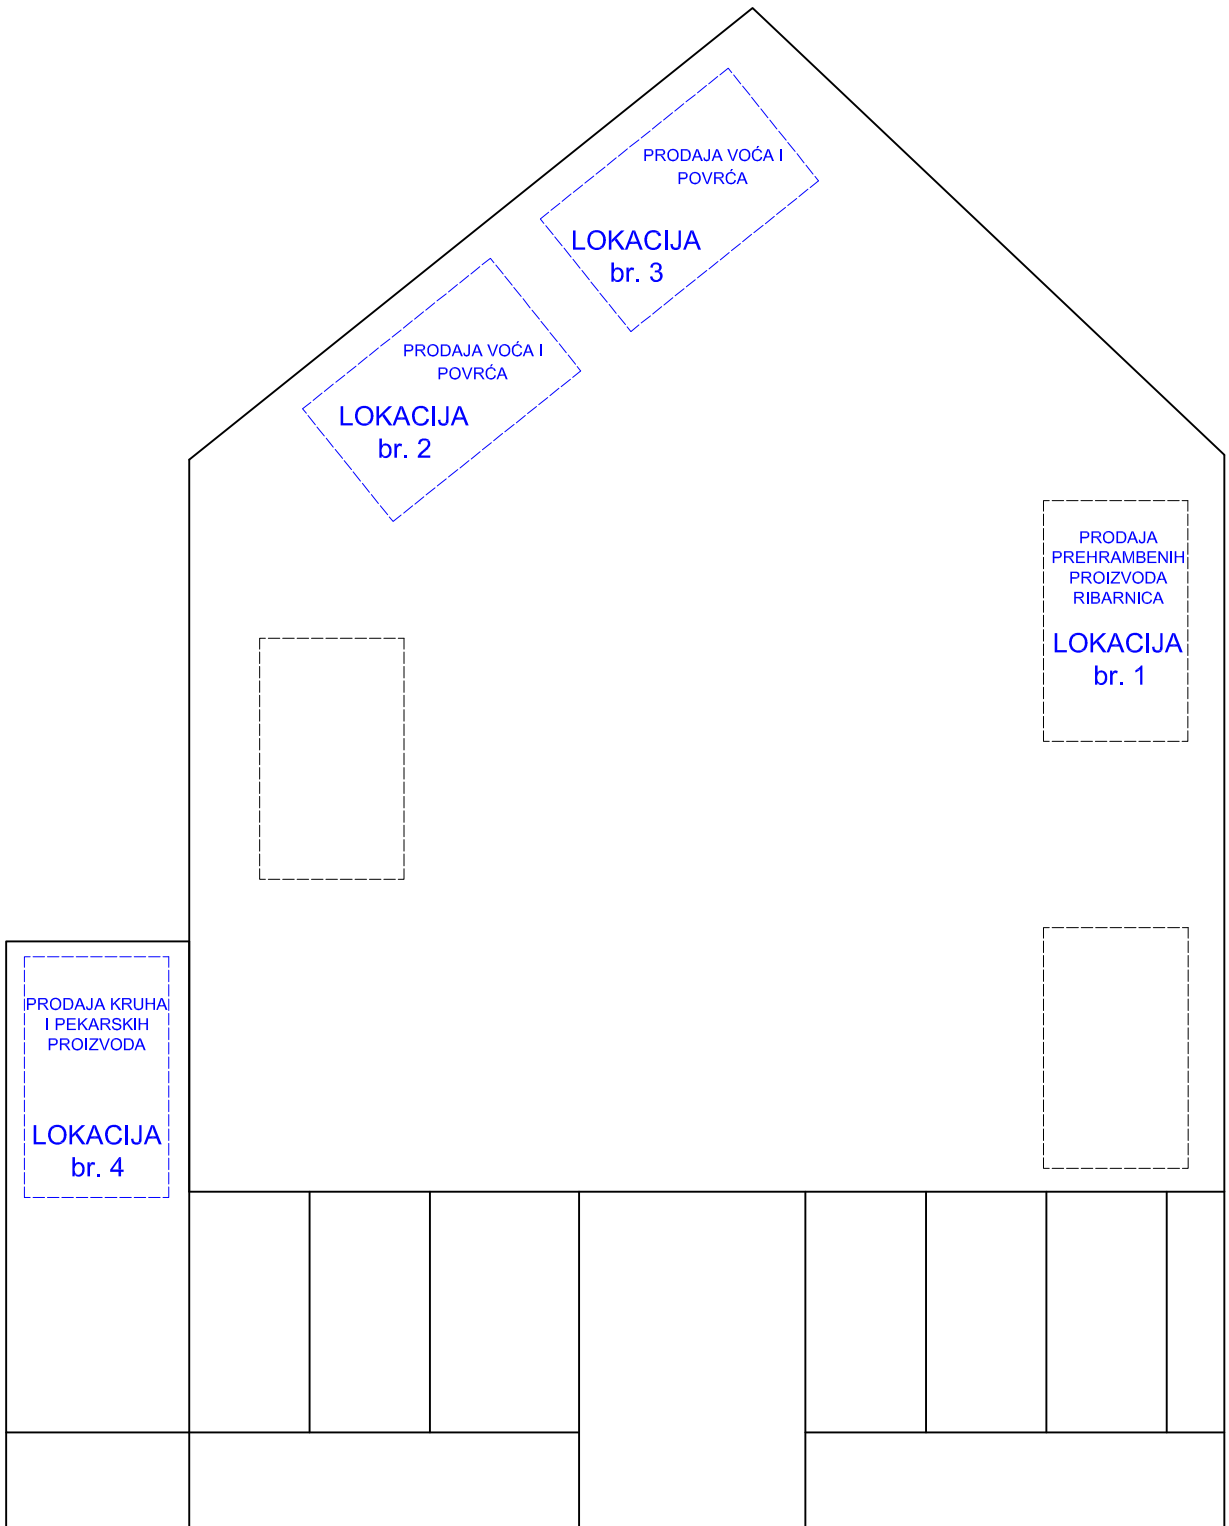 PRODAJA VOĆA I
POVRĆA
LOKACIJA
br. 3
PRODAJA VOĆA I
POVRĆA
LOKACIJA
br. 2
PRODAJA
PREHRAMBENIH
PROIZVODA
RIBARNICA
LOKACIJA
br. 1
PRODAJA KRUHA
I PEKARSKIH
PROIZVODA
LOKACIJA
br. 4